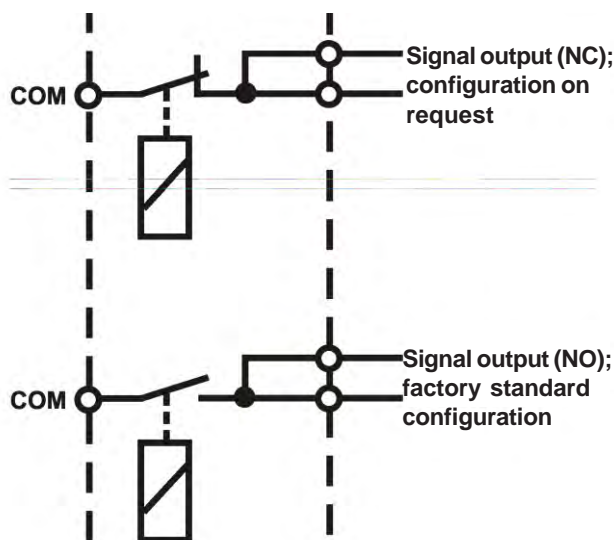 Signal output (NC);
configuration on
request
COM
Signal output (NO);
factory standard
configuration
COM